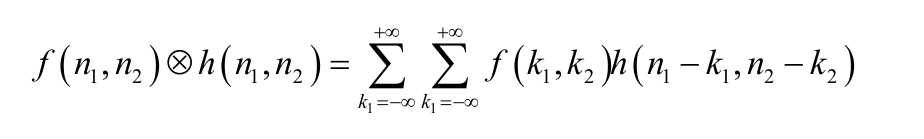 f(n₁,n₂)⊗h(n₁,n₂)=∑_{k₁=−∞}^{+∞} ∑_{k₁=−∞}^{+∞} f(k₁,k₂)h(n₁−k₁,n₂−k₂)